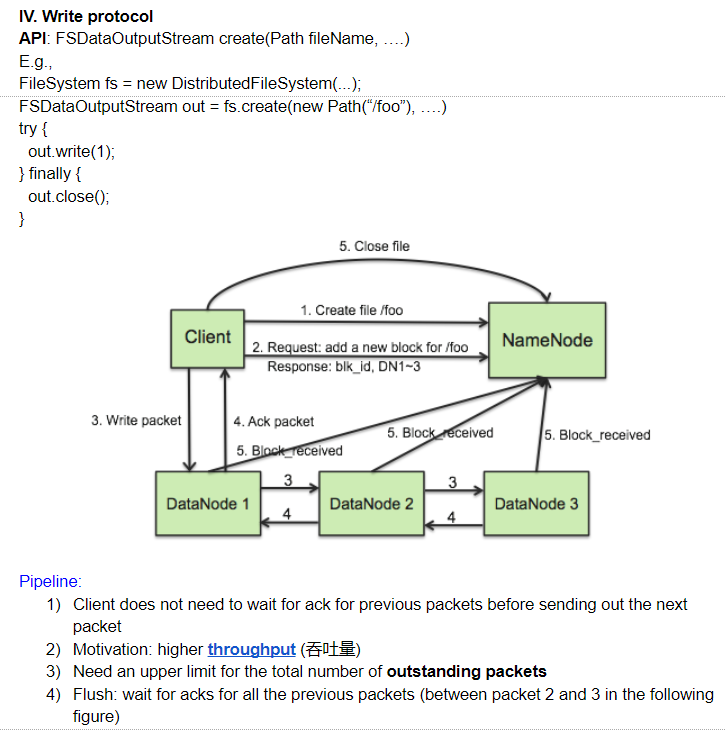 IV. Write protocol
API: FSDataOutputStream create(Path fileName, ....)
E.g.,
FileSystem fs = new DistributedFileSystem(...);
FSDataOutputStream out = fs.create(new Path("/foo"), ....)
try {
out.write(1);
} finally {
out.close();
}
5. Close file
1. Create file /foo
Client
NameNode
2. Request: add a new block for /foo
Response: blk_id, DN1~3
3. Write packet
4. Ack packet
5. Block_received
5. Block_received
5. Block_received
3
3
DataNode 1
DataNode 2
DataNode 3
4
4
Pipeline:
1) Client does not need to wait for ack for previous packets before sending out the next
packet
2) Motivation: higher throughput (吞吐量)
3) Need an upper limit for the total number of outstanding packets
4) Flush: wait for acks for all the previous packets (between packet 2 and 3 in the following
figure)